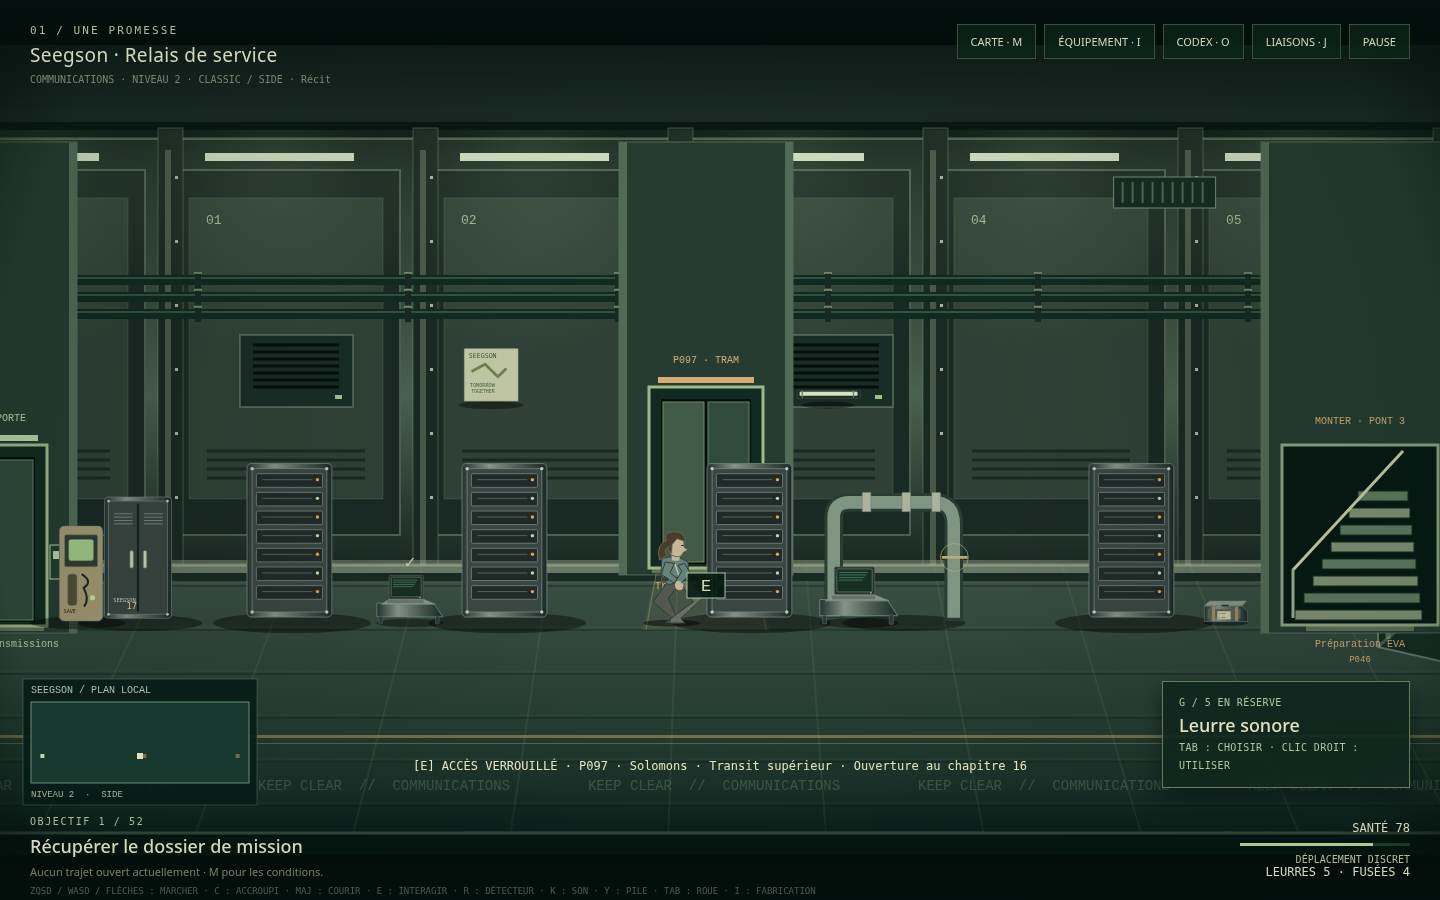 01 / UNE PROMESSE
Seegson · Relais de service
COMMUNICATIONS · NIVEAU 2 · CLASSIC / SIDE · Récit
CARTE · M
ÉQUIPEMENT · I
CODEX · O
LIAISONS · J
PAUSE
01
02
04
05
SEEGSON
TOMORROW
TOGETHER
P097 · TRAM
PORTE
MONTER · PONT 3
SAVE
SEEGSON
17
✓
E
nsmissions
Préparation EVA
P046
SEEGSON / PLAN LOCAL
NIVEAU 2 · SIDE
G / 5 EN RÉSERVE
Leurre sonore
TAB : CHOISIR · CLIC DROIT :
UTILISER
[E] ACCÈS VERROUILLÉ · P097 · Solomons · Transit supérieur · Ouverture au chapitre 16
KEEP CLEAR // COMMUNICATIONS
KEEP CLEAR // COMMUNICATIONS
KEEP CLEAR // COMMUNICATIONS
OBJECTIF 1 / 52
Récupérer le dossier de mission
Aucun trajet ouvert actuellement · M pour les conditions.
ZQSD / WASD / FLÈCHES : MARCHER · C : ACCROUPI · MAJ : COURIR · E : INTERAGIR · R : DÉTECTEUR · K : SON · Y : PILE · TAB : ROUE · I : FABRICATION
SANTÉ 78
DÉPLACEMENT DISCRET
LEURRES 5 · FUSÉES 4